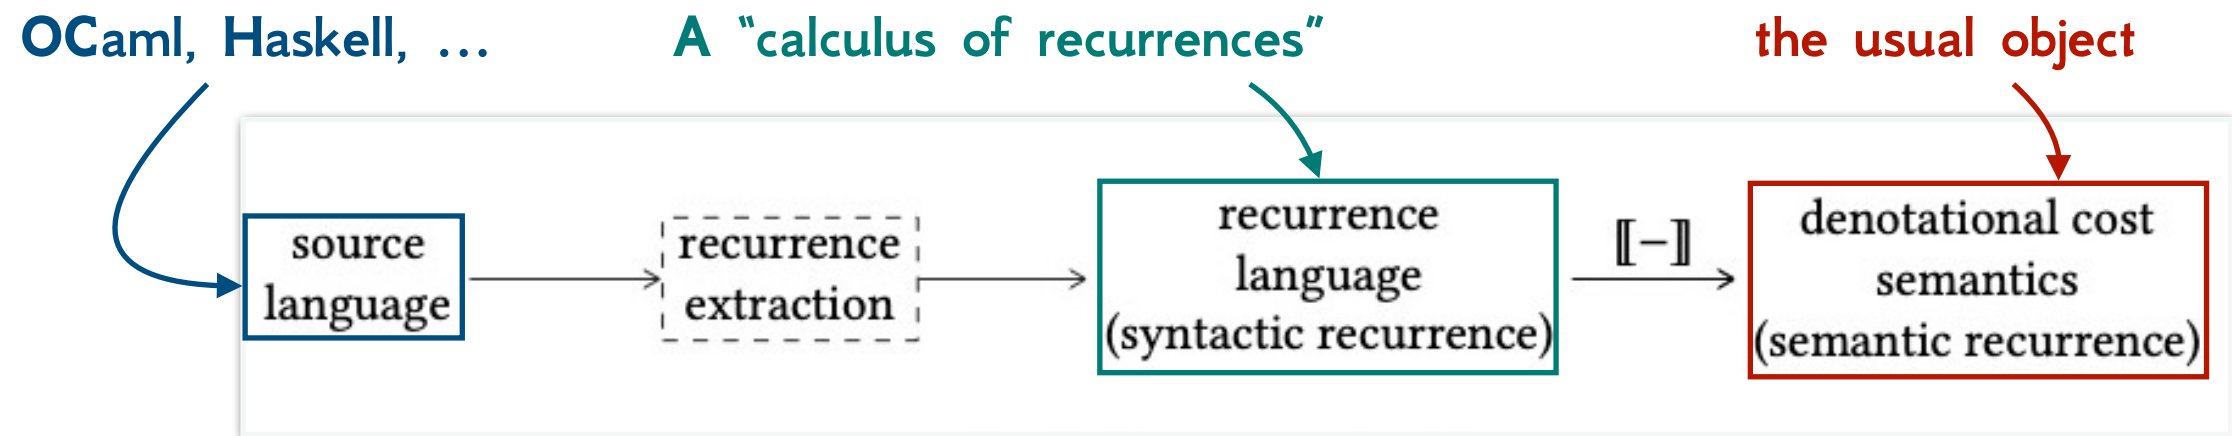 OCaml, Haskell, …
A “calculus of recurrences”
the usual object
source
language
recurrence
extraction
recurrence
language
(syntactic recurrence)
⟦−⟧
denotational cost
semantics
(semantic recurrence)